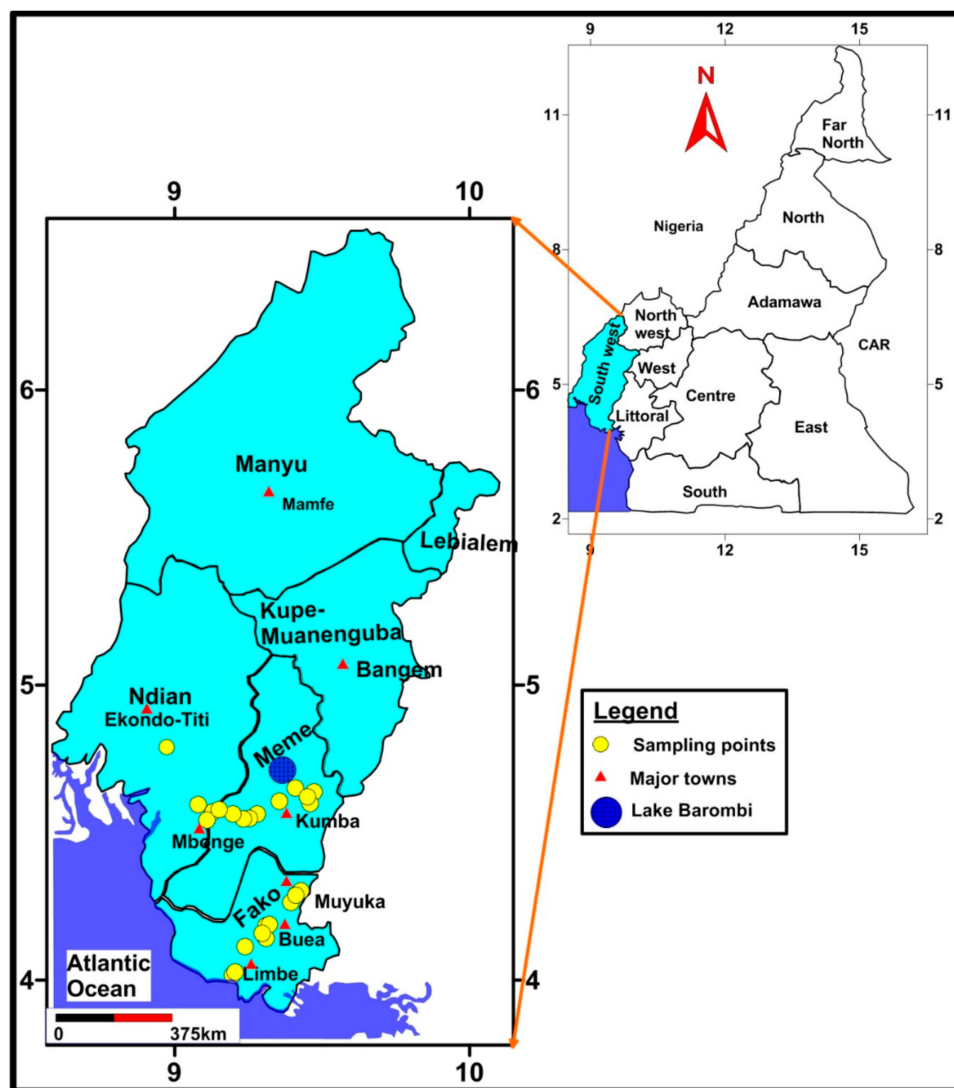 9
12
15
N
11
11
Far
North
North
Nigeria
8
8
Adamawa
North
west
CAR
South west
West
5
5
Centre
Littoral
East
South
2
2
9
12
15
9
10
6
6
Manyu
Mamfe
Lebialem
Kupe-
Muanenguba
Bangem
5
5
Ndian
Ekondo-Titi
Meme
Kumba
Mbonge
Fako
Muyuka
Buea
Limbe
4
4
Atlantic
Ocean
0
375km
9
10
Legend
Sampling points
Major towns
Lake Barombi